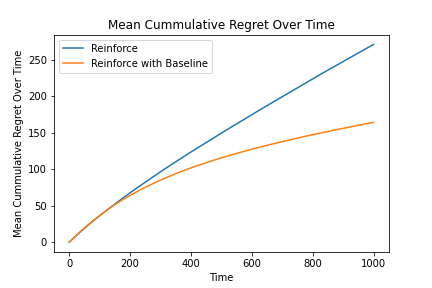 Mean Cummulative Regret Over Time
Reinforce
Reinforce with Baseline
Mean Cummulative Regret Over Time
250
200
150
100
50
0
0 200 400 600 800 1000
Time